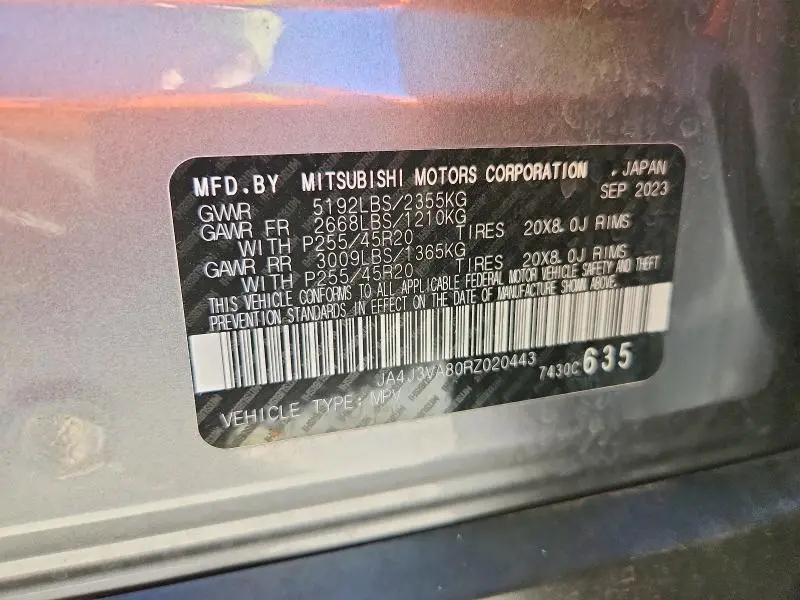 MFD.BY MITSUBISHI MOTORS CORPORATION . JAPAN
SEP 2023
GVWR 5192LBS/2355KG
GAWR FR 2668LBS/1210KG
WITH P255/45R20 TIRES 20X8.0J RIMS
GAWR RR 3009LBS/1365KG
WITH P255/45R20 TIRES 20X8.0J RIMS
THIS VEHICLE CONFORMS TO ALL APPLICABLE FEDERAL MOTOR VEHICLE SAFETY AND THEFT
PREVENTION STANDARDS IN EFFECT ON THE DATE OF MANUFACTURE SHOWN ABOVE.
JA4J3VA80RZ020443
7430C635
VEHICLE TYPE: MPV